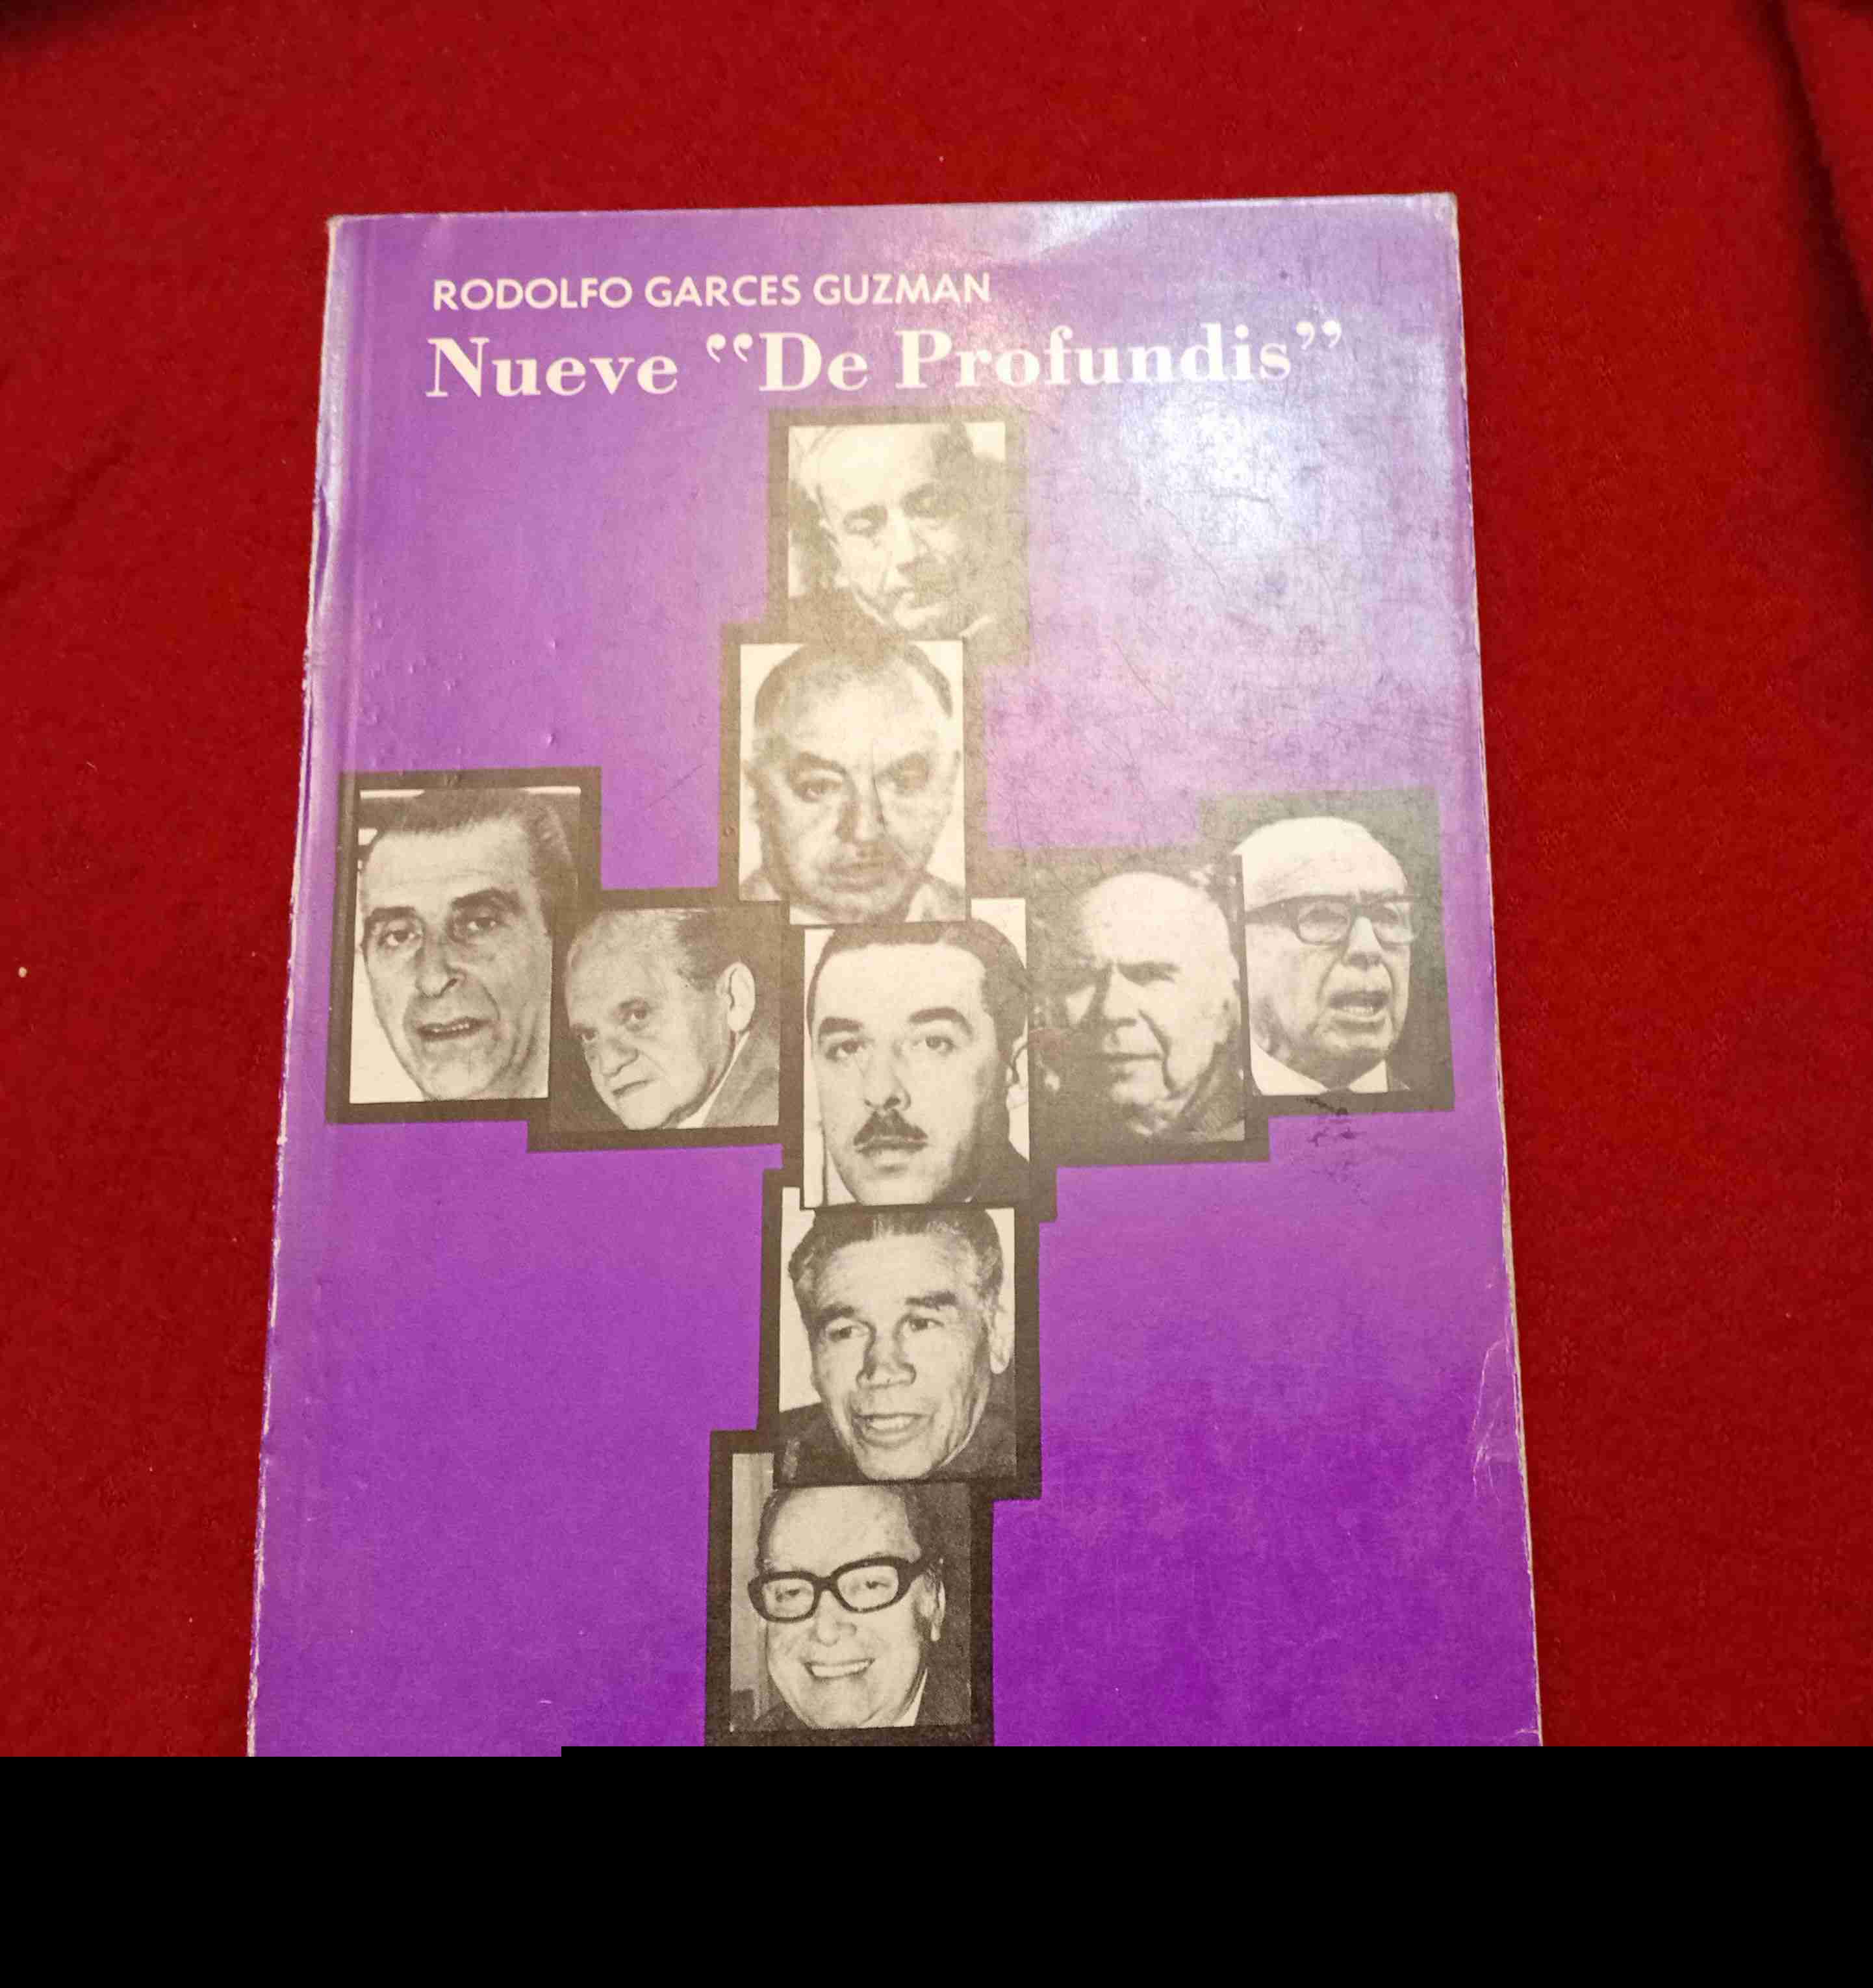 RODOLFO GARCES GUZMAN
Nueve “De Profundis”